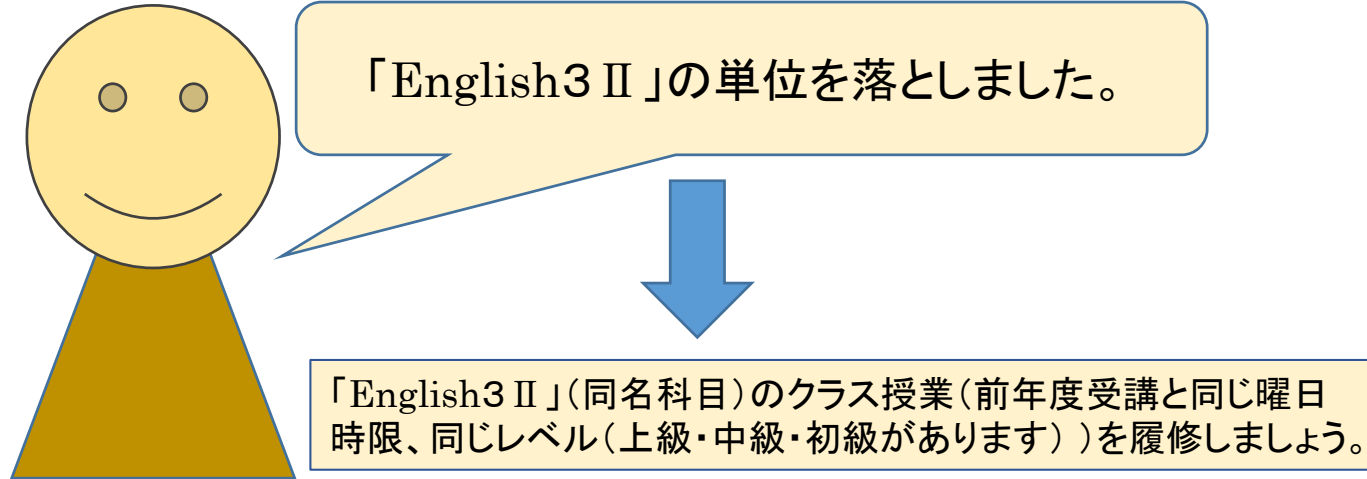 「English３Ⅱ」の単位を落としました。
「English３Ⅱ」（同名科目）のクラス授業（前年度受講と同じ曜日
時限、同じレベル（上級・中級・初級があります） ）を履修しましょう。